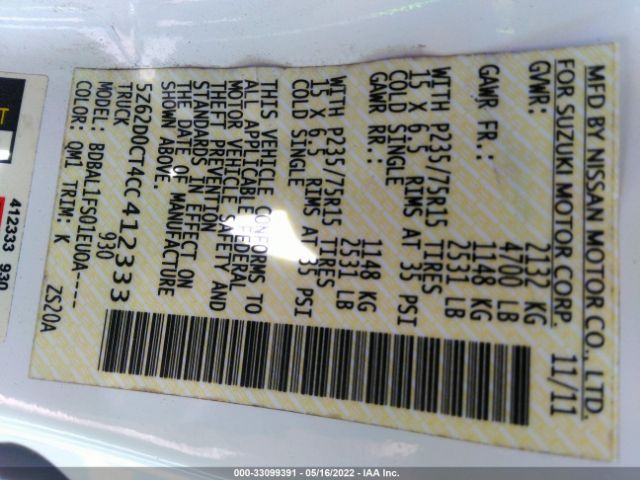 MFD BY NISSAN MOTOR CO., LTD.
FOR SUZUKI MOTOR CORP. 11/11
GVWR: 2132 KG
4700 LB
GAWR FR.: 1148 KG
2531 LB
WITH P235/75R15 TIRES
15 X 6.5 RIMS AT 35 PSI
COLD SINGLE
GAWR RR.: 1148 KG
2531 LB
WITH P235/75R15 TIRES
15 X 6.5 RIMS AT 35 PSI
COLD SINGLE
THIS VEHICLE CONFORMS TO
ALL APPLICABLE FEDERAL
MOTOR VEHICLE SAFETY AND
THEFT PREVENTION
STANDARDS IN EFFECT ON
THE DATE OF MANUFACTURE
SHOWN ABOVE.
5Z62D0CT4CC412333
TRUCK 930
MODEL: BDBAL1FS01EU0A----
COLOR: QM1 TRIM: K ZS20A
412333 930
000-33099391 - 05/16/2022 - IAA Inc.